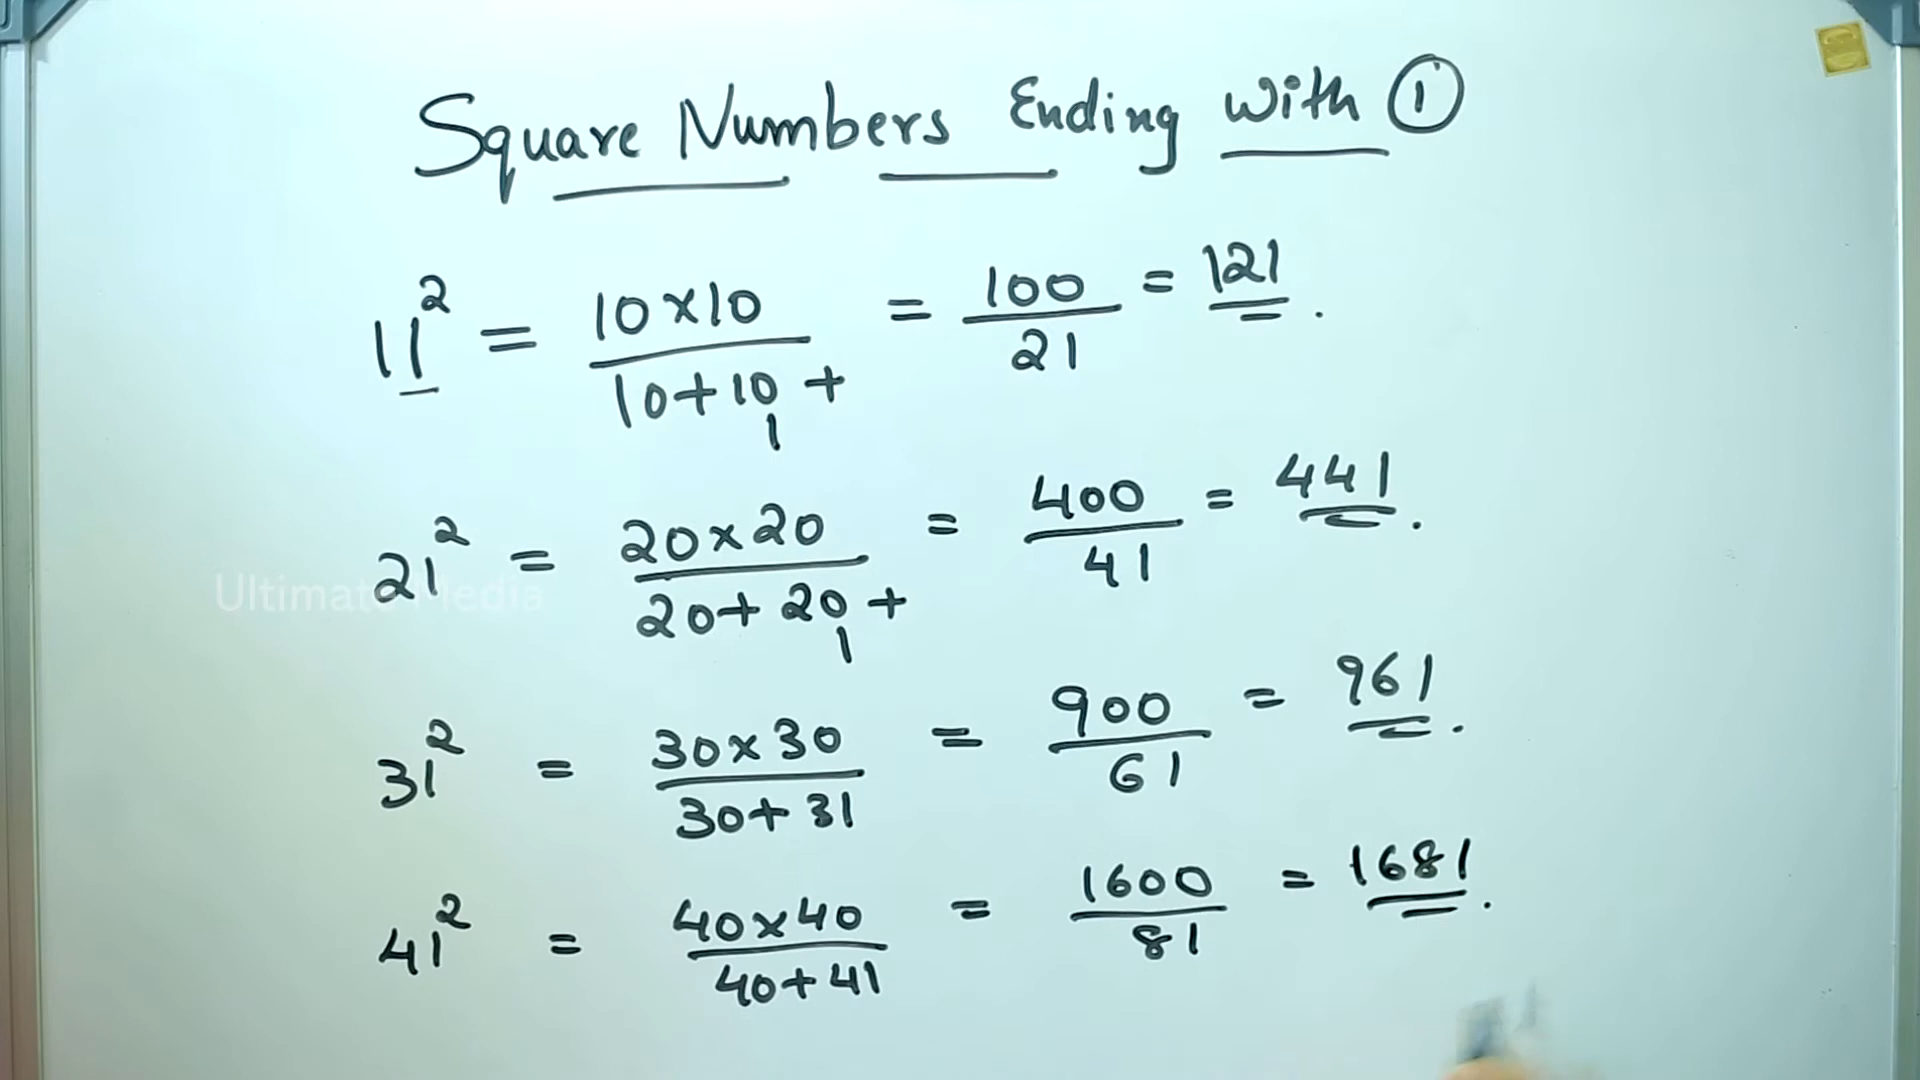 Square Numbers Ending With 1
11² = 10×10 / 10+10+1 = 100 / 21 = 121.
21² = 20×20 / 20+20+1 = 400 / 41 = 441.
Ultimate Media
31² = 30×30 / 30+31 = 900 / 61 = 961.
41² = 40×40 / 40+41 = 1600 / 81 = 1681.